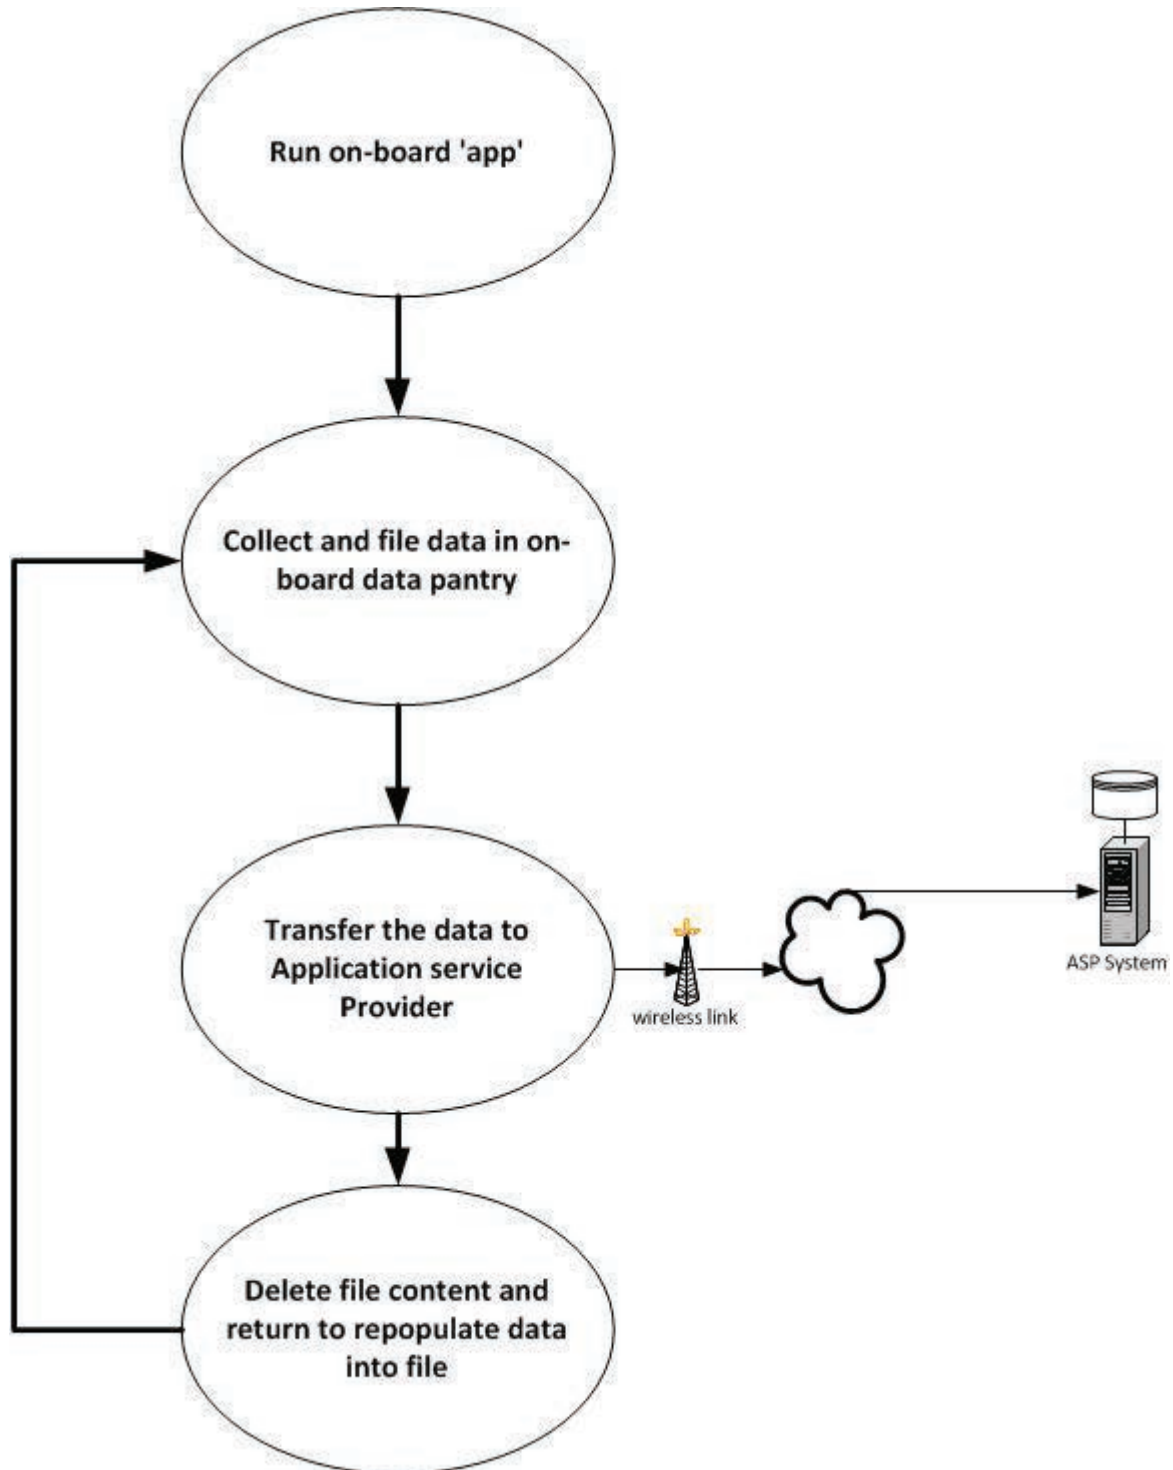 Run on-board 'app'
Collect and file data in on-
board data pantry
Transfer the data to
Application service
Provider
wireless link
ASP System
Delete file content and
return to repopulate data
into file